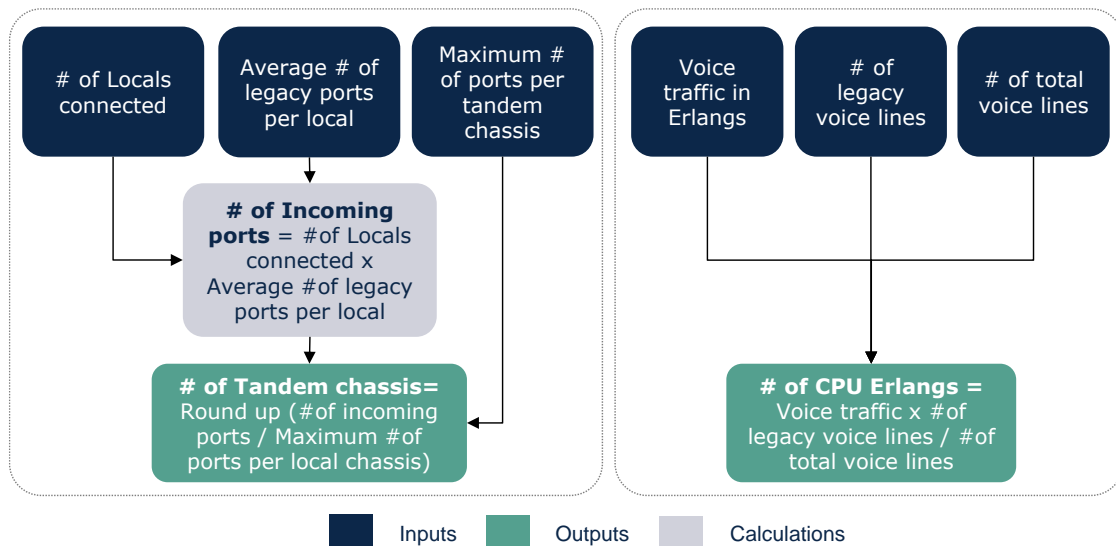 # of Locals
connected
Average # of
legacy ports
per local
Maximum #
of ports per
tandem
chassis
# of Incoming
ports = #of Locals
connected x
Average #of legacy
ports per local
# of Tandem chassis=
Round up (#of incoming
ports / Maximum #of
ports per local chassis)
Voice
traffic in
Erlangs
# of
legacy
voice lines
# of total
voice lines
# of CPU Erlangs =
Voice traffic x #of
legacy voice lines / #of
total voice lines
Inputs
Outputs
Calculations